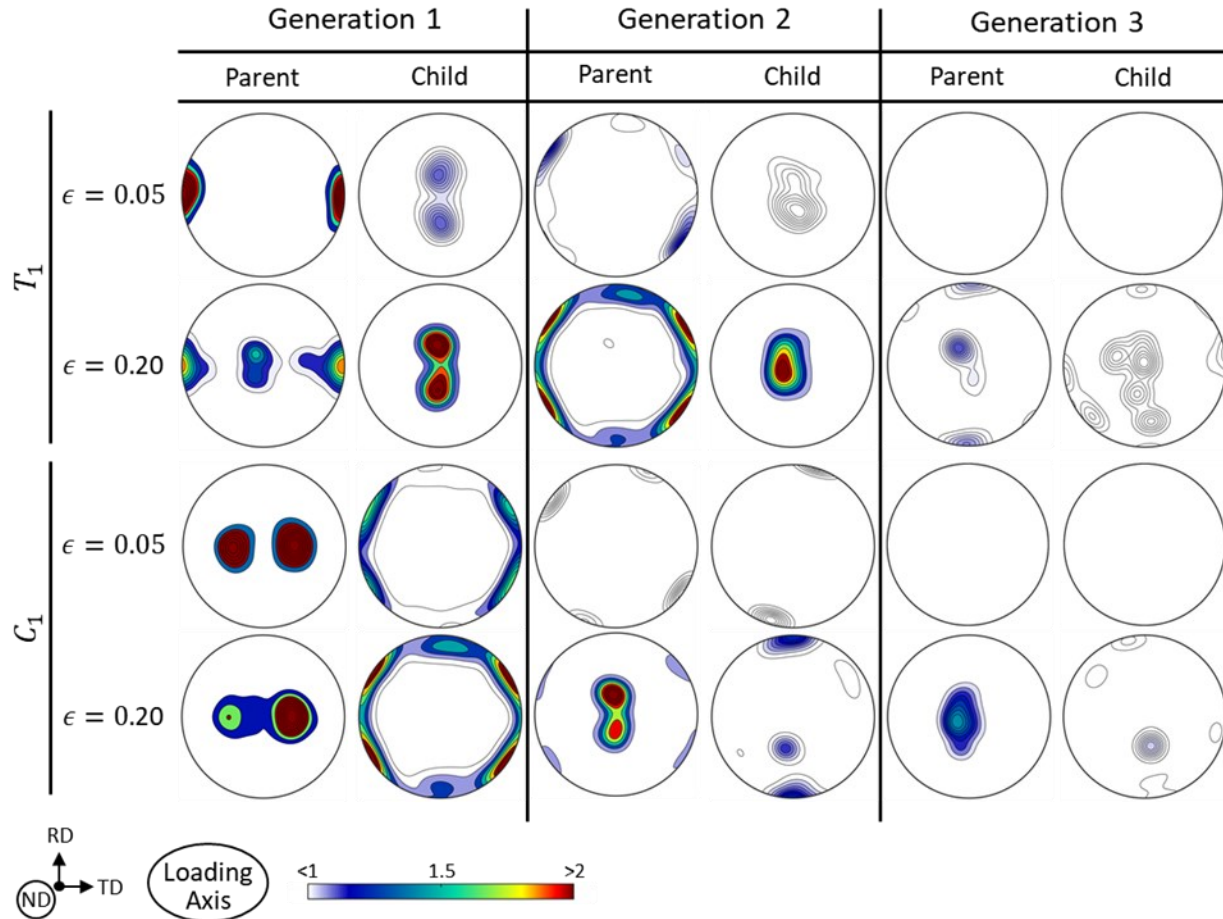 Generation 1 Generation 2 Generation 3
Parent Child Parent Child Parent Child
T₁
ϵ = 0.05
ϵ = 0.20
C₁
ϵ = 0.05
ϵ = 0.20
RD
ND
TD
Loading
Axis
<1 1.5 >2